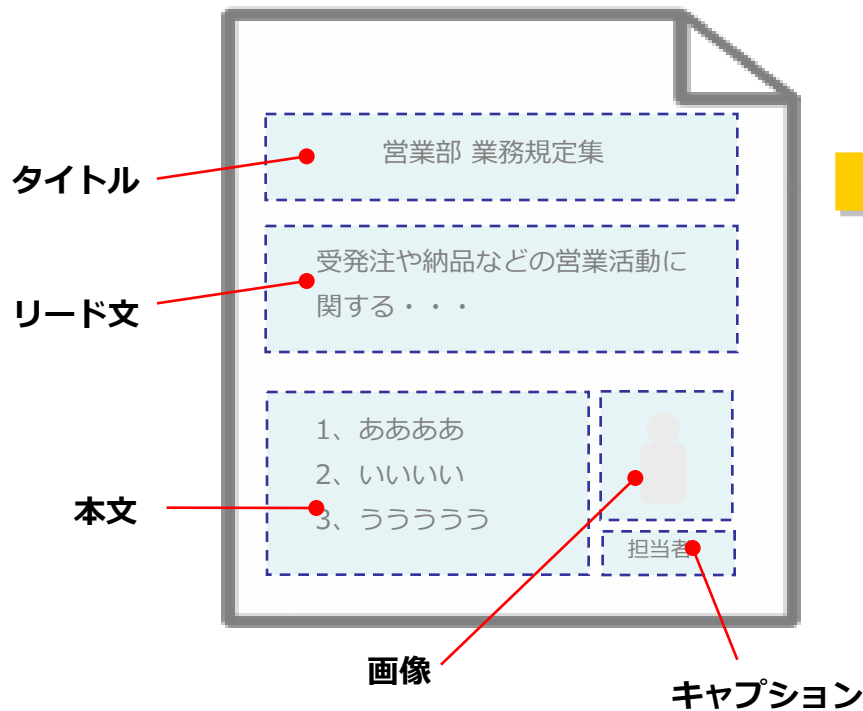 営業部 業務規定集
タイトル
受発注や納品などの営業活動に
関する・・・
リード文
1、ああああ
2、いいいい
3、ううううう
本文
担当者
画像
キャプション